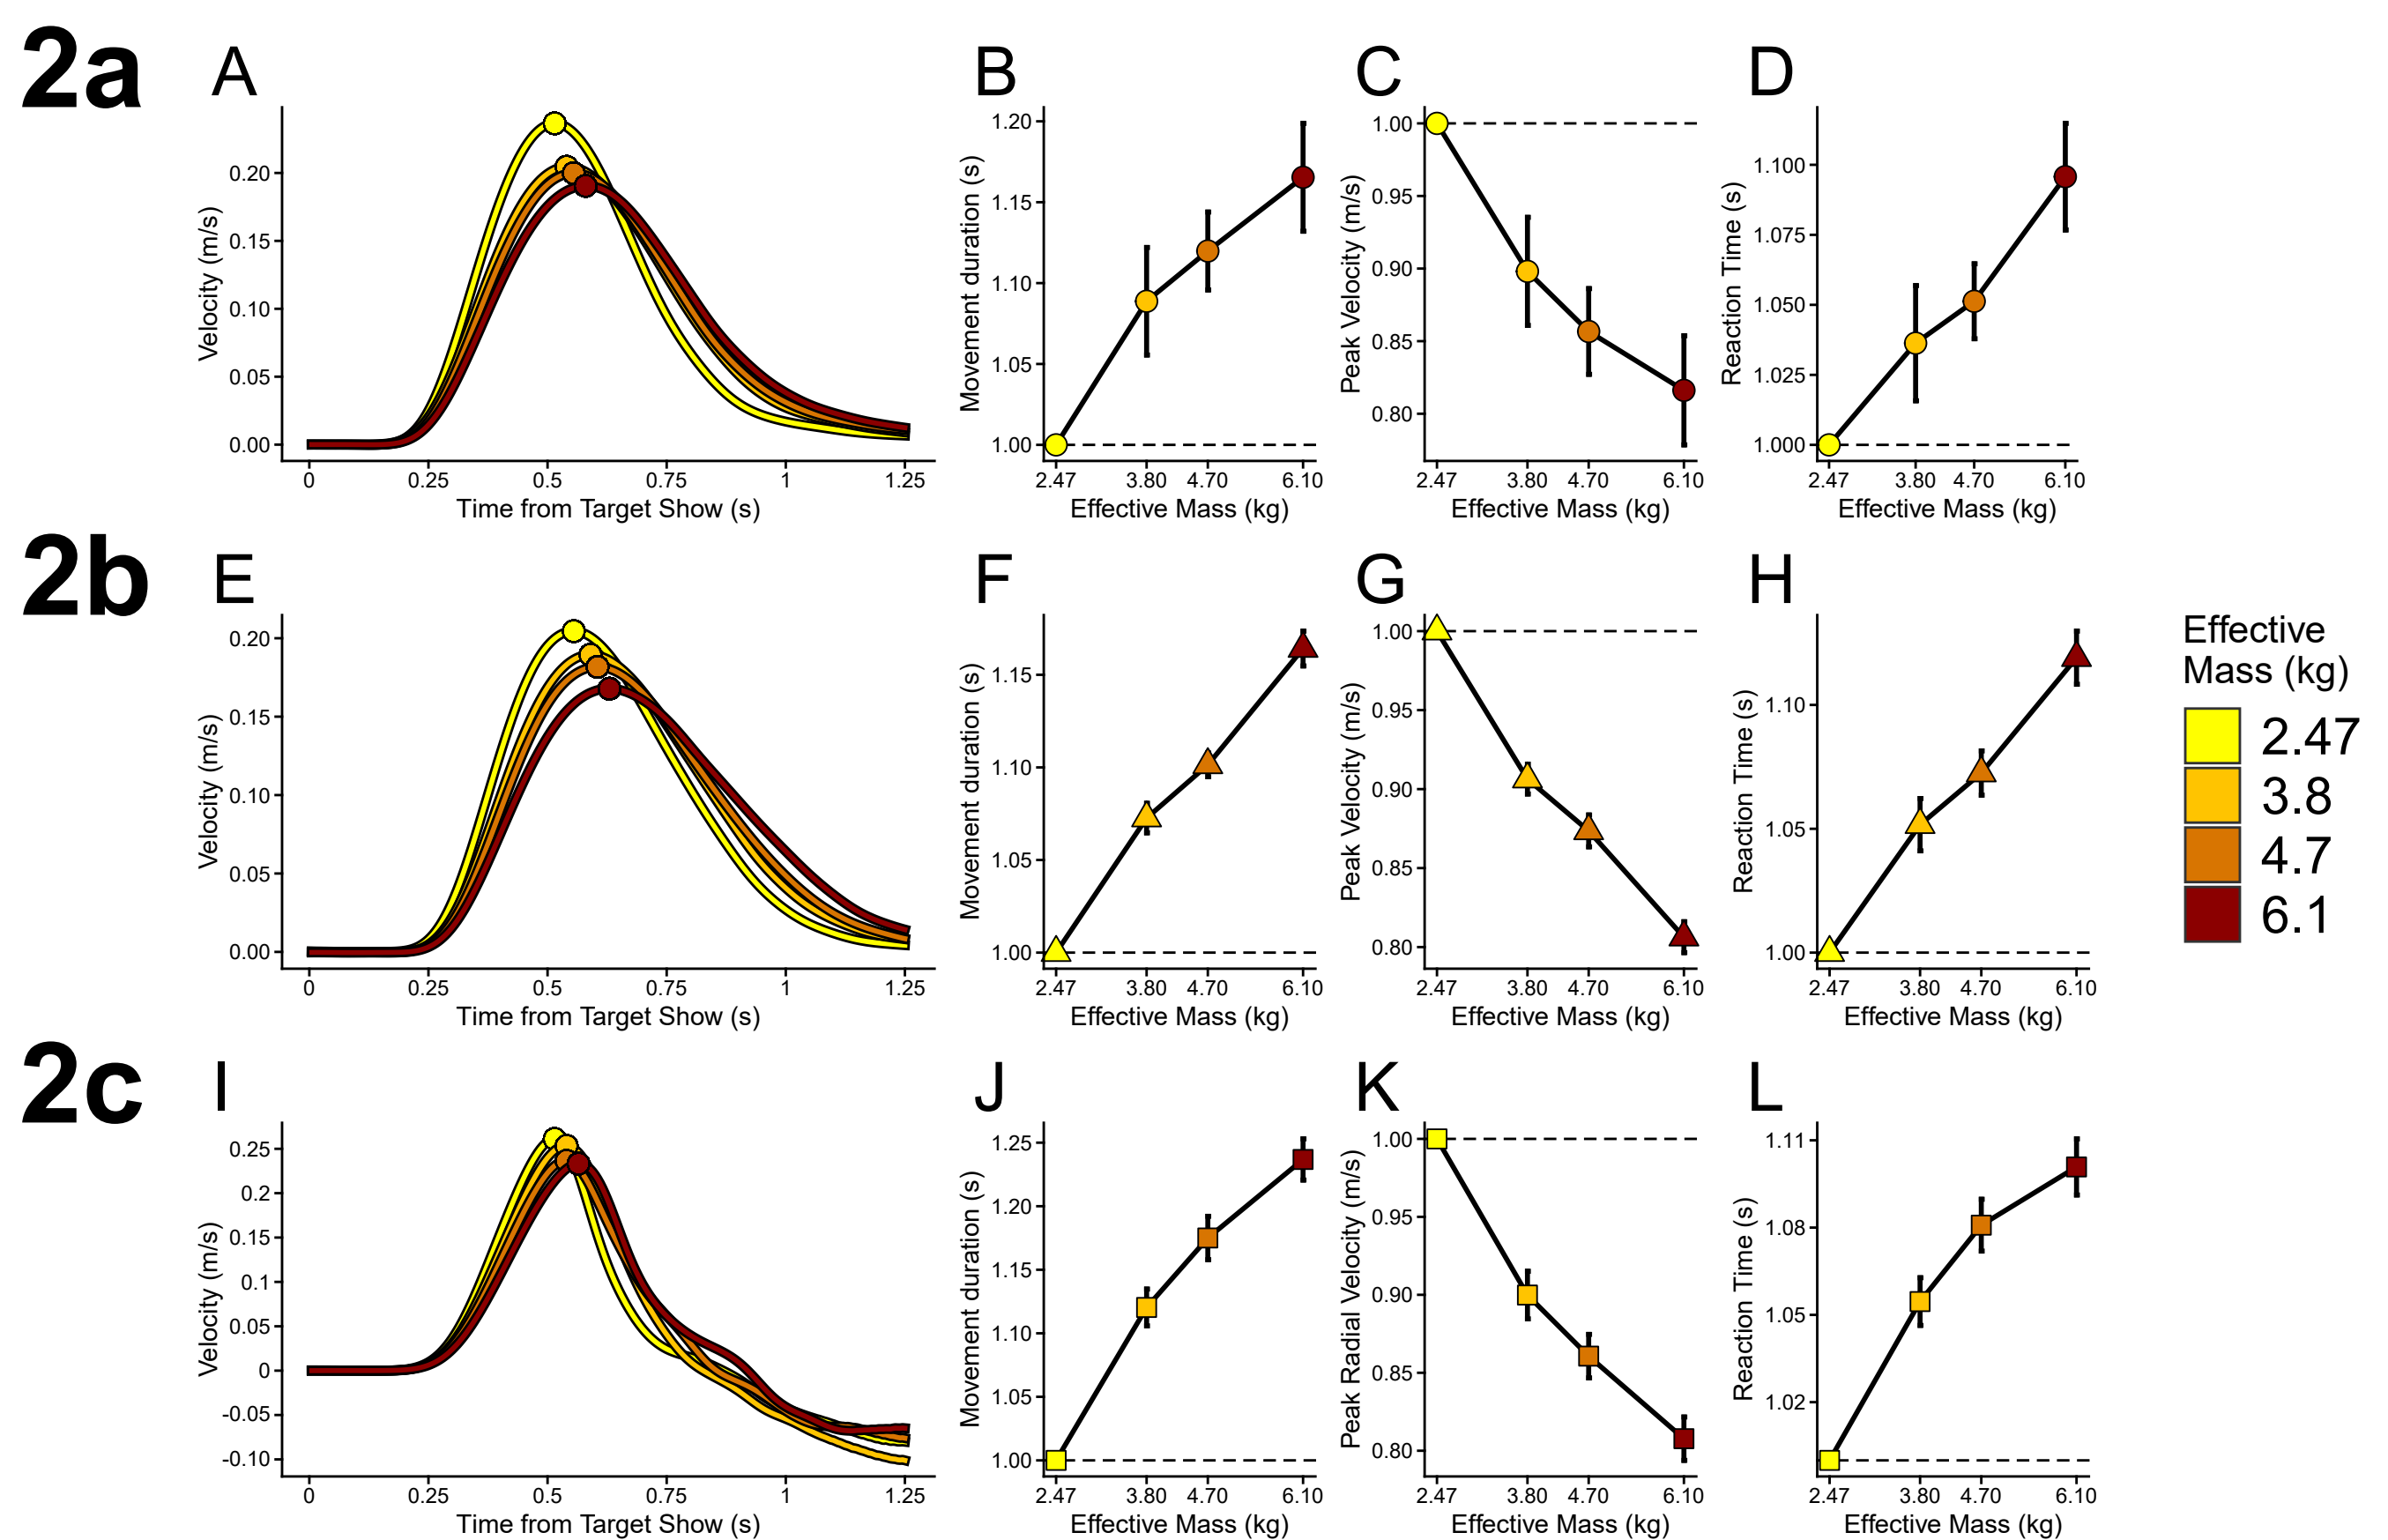 2a
A
Velocity (m/s)
0.20
0.15
0.10
0.05
0.00
0 0.25 0.5 0.75 1 1.25
Time from Target Show (s)
B
Movement duration (s)
1.20
1.15
1.10
1.05
1.00
2.47 3.80 4.70 6.10
Effective Mass (kg)
C
Peak Velocity (m/s)
1.00
0.95
0.90
0.85
0.80
2.47 3.80 4.70 6.10
Effective Mass (kg)
D
Reaction Time (s)
1.100
1.075
1.050
1.025
1.000
2.47 3.80 4.70 6.10
Effective Mass (kg)
2b
E
Velocity (m/s)
0.20
0.15
0.10
0.05
0.00
0 0.25 0.5 0.75 1 1.25
Time from Target Show (s)
F
Movement duration (s)
1.15
1.10
1.05
1.00
2.47 3.80 4.70 6.10
Effective Mass (kg)
G
Peak Velocity (m/s)
1.00
0.95
0.90
0.85
0.80
2.47 3.80 4.70 6.10
Effective Mass (kg)
H
Reaction Time (s)
1.10
1.05
1.00
2.47 3.80 4.70 6.10
Effective Mass (kg)
Effective
Mass (kg)
2.47
3.8
4.7
6.1
2c
I
Velocity (m/s)
0.25
0.2
0.15
0.1
0.05
0
-0.05
-0.10
0 0.25 0.5 0.75 1 1.25
Time from Target Show (s)
J
Movement duration (s)
1.25
1.20
1.15
1.10
1.05
1.00
2.47 3.80 4.70 6.10
Effective Mass (kg)
K
Peak Radial Velocity (m/s)
1.00
0.95
0.90
0.85
0.80
2.47 3.80 4.70 6.10
Effective Mass (kg)
L
Reaction Time (s)
1.11
1.08
1.05
1.02
2.47 3.80 4.70 6.10
Effective Mass (kg)